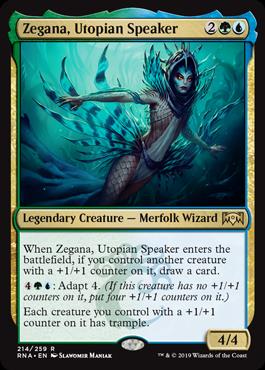 Zegana, Utopian Speaker 2
Legendary Creature — Merfolk Wizard
When Zegana, Utopian Speaker enters the
battlefield, if you control another creature
with a +1/+1 counter on it, draw a card.
4 : Adapt 4. (If this creature has no +1/+1
counters on it, put four +1/+1 counters on it.)
Each creature you control with a +1/+1
counter on it has trample.
4/4
214/259 R
RNA • EN SLAWOMIR MANIAK
™ & © 2019 Wizards of the Coast